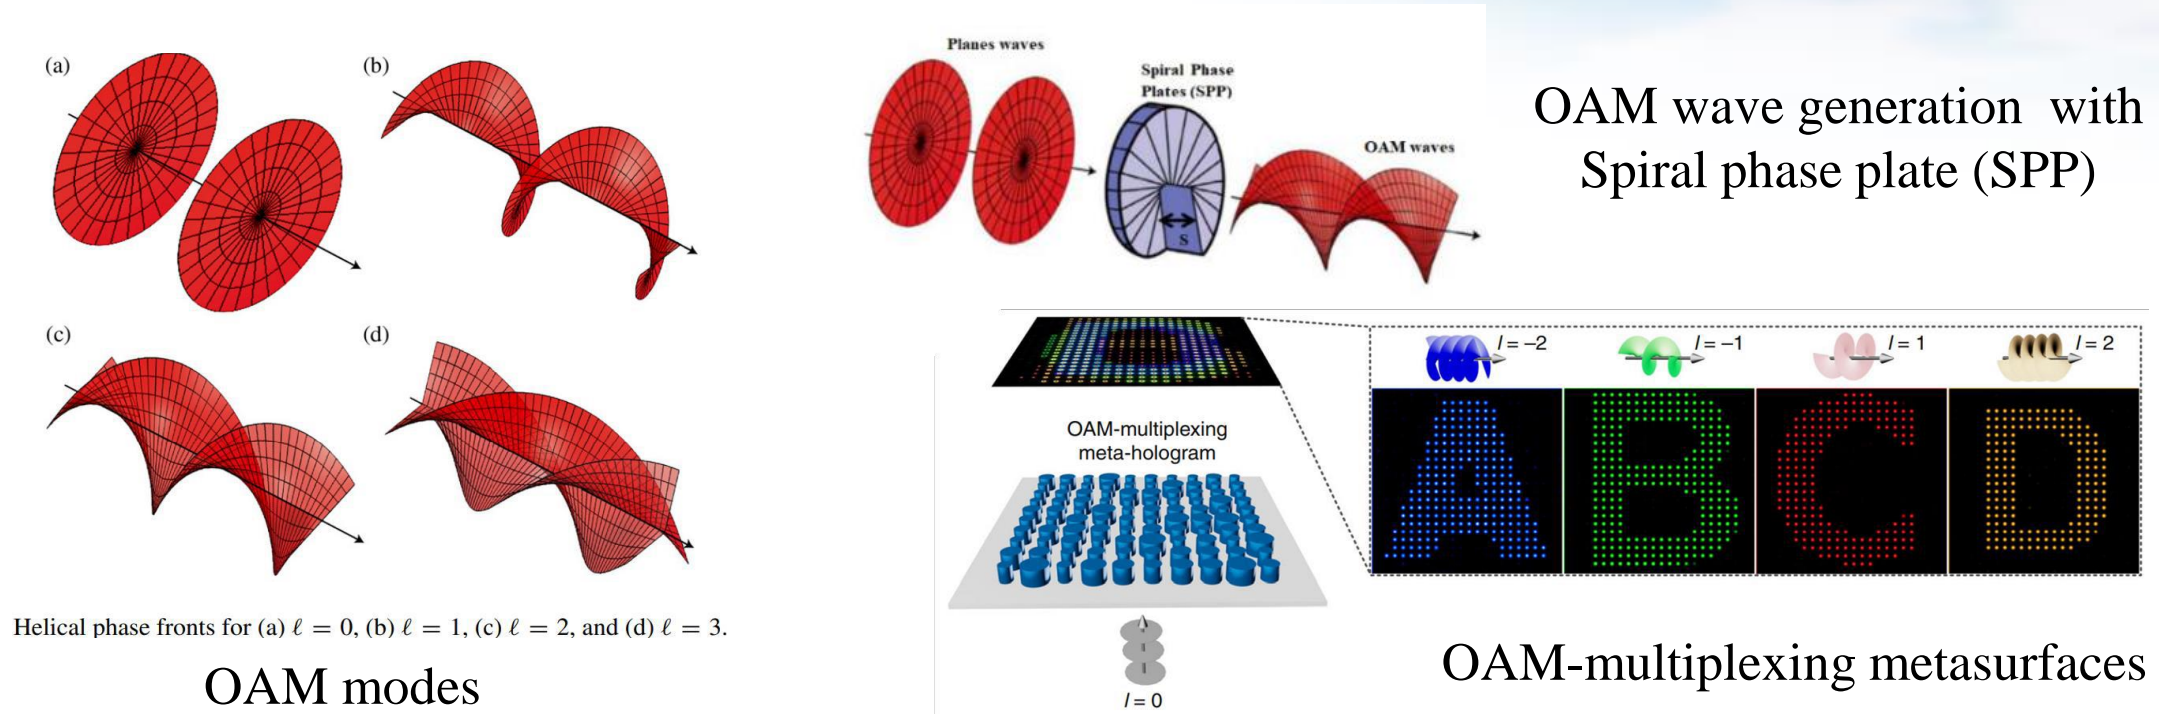 (a)
(b)
(c)
(d)
Helical phase fronts for (a) ℓ = 0, (b) ℓ = 1, (c) ℓ = 2, and (d) ℓ = 3.
OAM modes
Planes waves
Spiral Phase
Plates (SPP)
S
OAM waves
OAM wave generation with
Spiral phase plate (SPP)
OAM-multiplexing
meta-hologram
l = 0
l = −2
l = −1
l = 1
l = 2
A
B
C
D
OAM-multiplexing metasurfaces